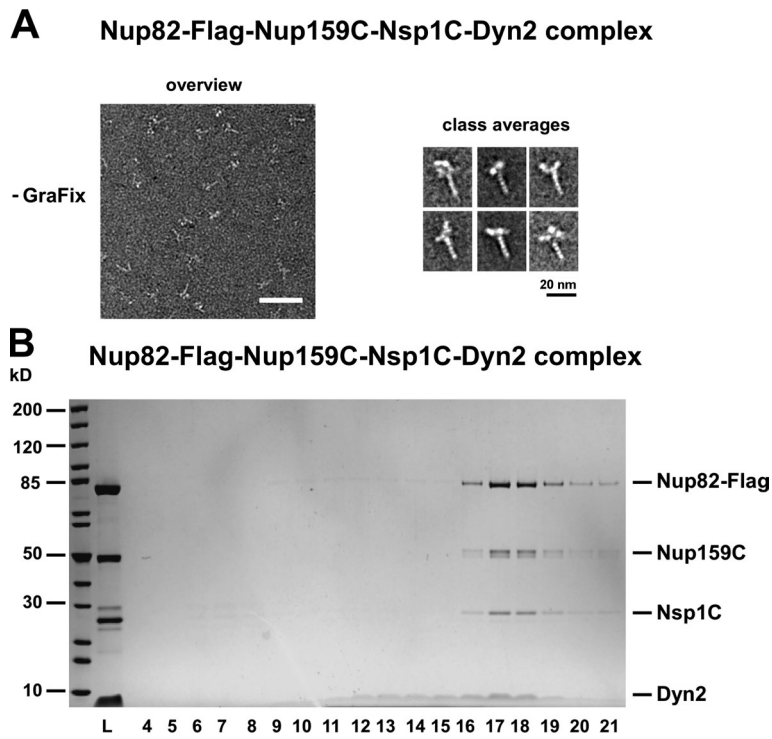 A
Nup82-Flag-Nup159C-Nsp1C-Dyn2 complex
overview
class averages
- GraFix
20 nm
B
Nup82-Flag-Nup159C-Nsp1C-Dyn2 complex
kD
200
120
85
50
30
10
Nup82-Flag
Nup159C
Nsp1C
Dyn2
L 4 5 6 7 8 9 10 11 12 13 14 15 16 17 18 19 20 21